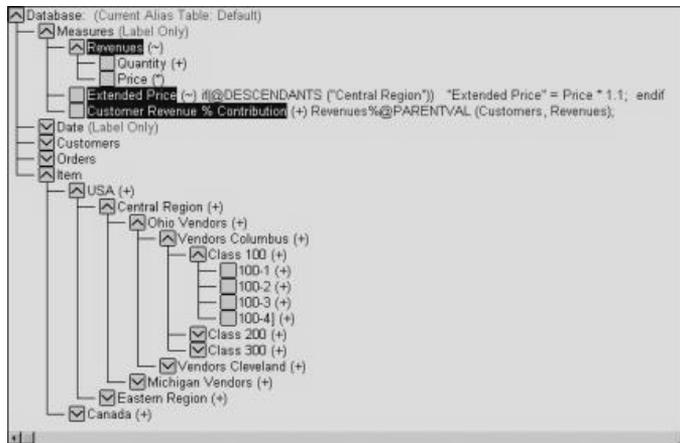 Database: (Current Alias Table: Default)
Measures (Label Only)
Revenues (~)
Quantity (+)
Price (*)
Extended Price (~) if(@DESCENDANTS ("Central Region")) "Extended Price" = Price * 1.1; endif
Customer Revenue % Contribution (+) Revenues%@PARENTVAL (Customers, Revenues);
Date (Label Only)
Customers
Orders
Item
USA (+)
Central Region (+)
Ohio Vendors (+)
Vendors Columbus (+)
Class 100 (+)
100-1 (+)
100-2 (+)
100-3 (+)
100-4] (+)
Class 200 (+)
Class 300 (+)
Vendors Cleveland (+)
Michigan Vendors (+)
Eastern Region (+)
Canada (+)